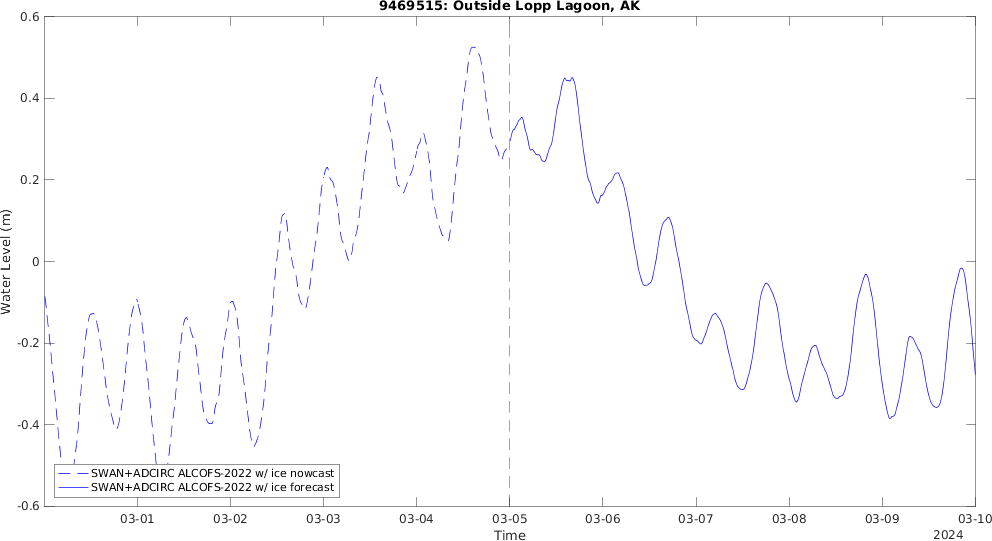 9469515: Outside Lopp Lagoon, AK
0.6
0.4
0.2
0
-0.2
-0.4
-0.6
Water Level (m)
SWAN+ADCIRC ALCOFS-2022 w/ ice nowcast
SWAN+ADCIRC ALCOFS-2022 w/ ice forecast
03-01 03-02 03-03 03-04 03-05 03-06 03-07 03-08 03-09 03-10
Time
2024